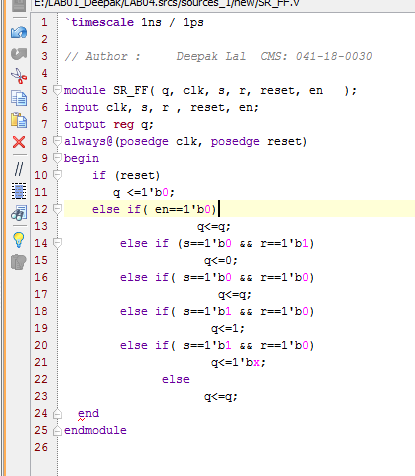 E:/LAB01_Deepak/LAB04.srcs/sources_1/new/SR_FF.v
1 `timescale 1ns / 1ps
2
3 // Author :     Deepak Lal  CMS: 041-18-0030
4
5 module SR_FF( q, clk, s, r, reset, en   );
6 input clk, s, r , reset, en;
7 output reg q;
8 always@(posedge clk, posedge reset)
9 begin
10     if (reset)
11        q <=1'b0;
12     else if( en==1'b0)
13                    q<=q;
14         else if (s==1'b0 && r==1'b1)
15                     q<=0;
16         else if( s==1'b0 && r==1'b0)
17                       q<=q;
18         else if( s==1'b1 && r==1'b0)
19                      q<=1;
20         else if( s==1'b1 && r==1'b0)
21                      q<=1'bx;
22               else
23                     q<=q;
24   end
25 endmodule
26